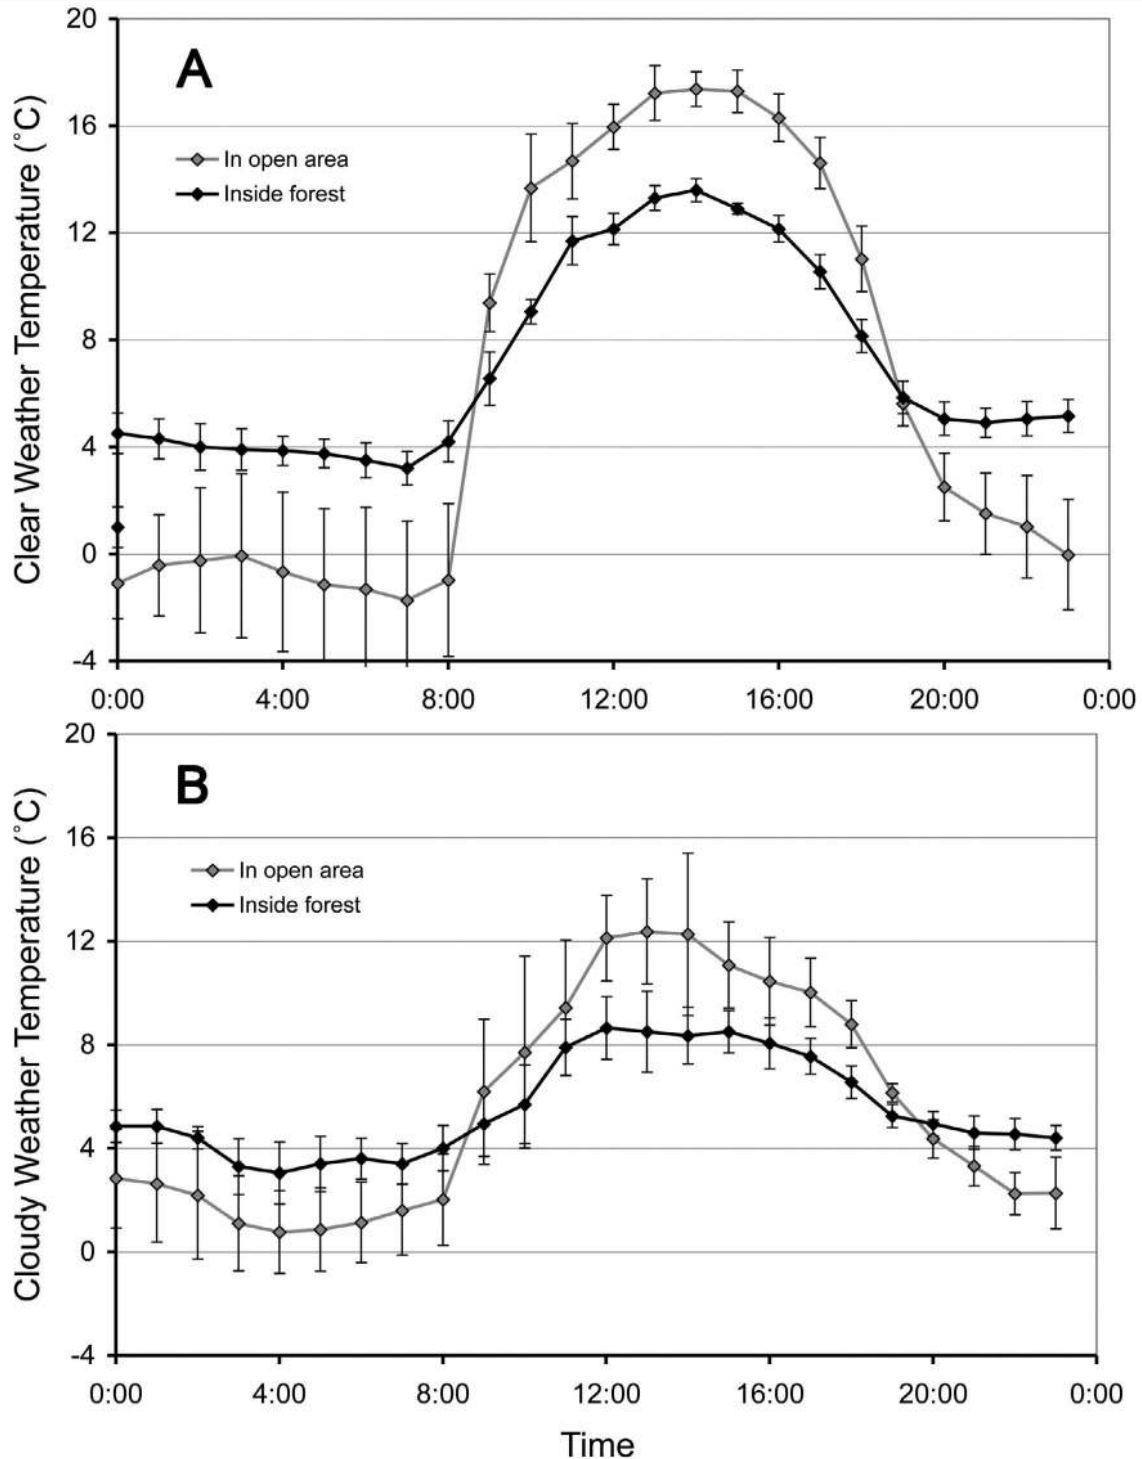 A
Clear Weather Temperature (˚C)
20
16
12
8
4
0
-4
In open area
Inside forest
0:00 4:00 8:00 12:00 16:00 20:00 0:00
B
Cloudy Weather Temperature (˚C)
20
16
12
8
4
0
-4
In open area
Inside forest
0:00 4:00 8:00 12:00 16:00 20:00 0:00
Time